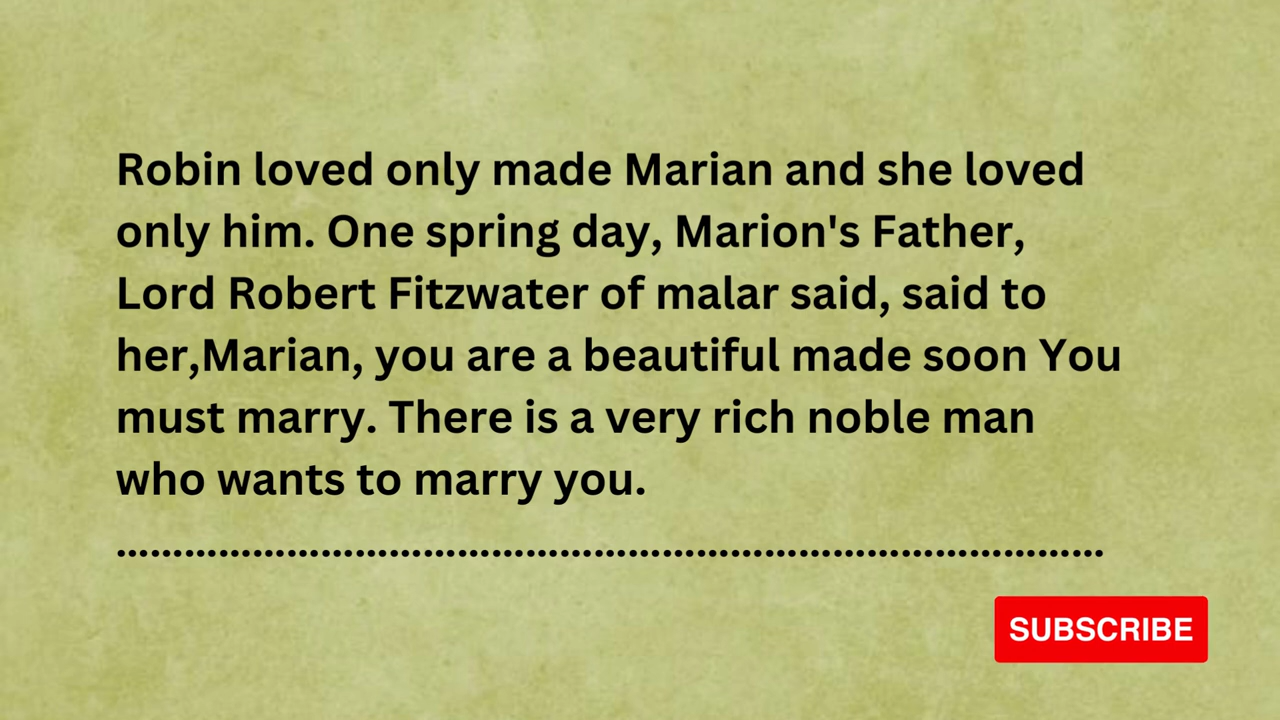 Robin loved only made Marian and she loved
only him. One spring day, Marion's Father,
Lord Robert Fitzwater of malar said, said to
her,Marian, you are a beautiful made soon You
must marry. There is a very rich noble man
who wants to marry you.
.......................................................................................
SUBSCRIBE